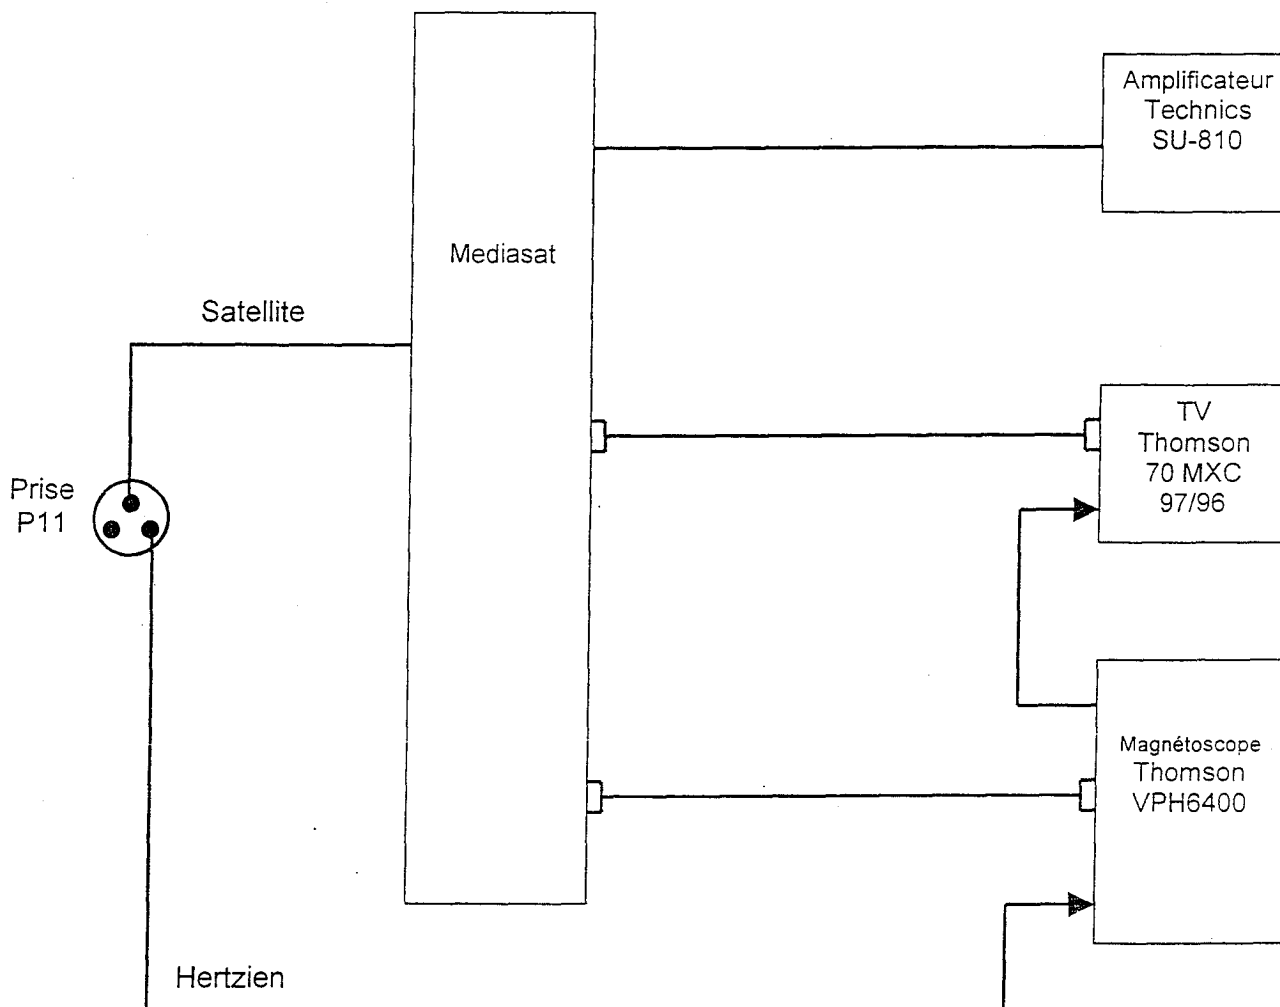 Amplificateur
Technics
SU-810
Mediasat
Satellite
TV
Thomson
70 MXC
97/96
Prise
P11
Magnétoscope
Thomson
VPH6400
Hertzien